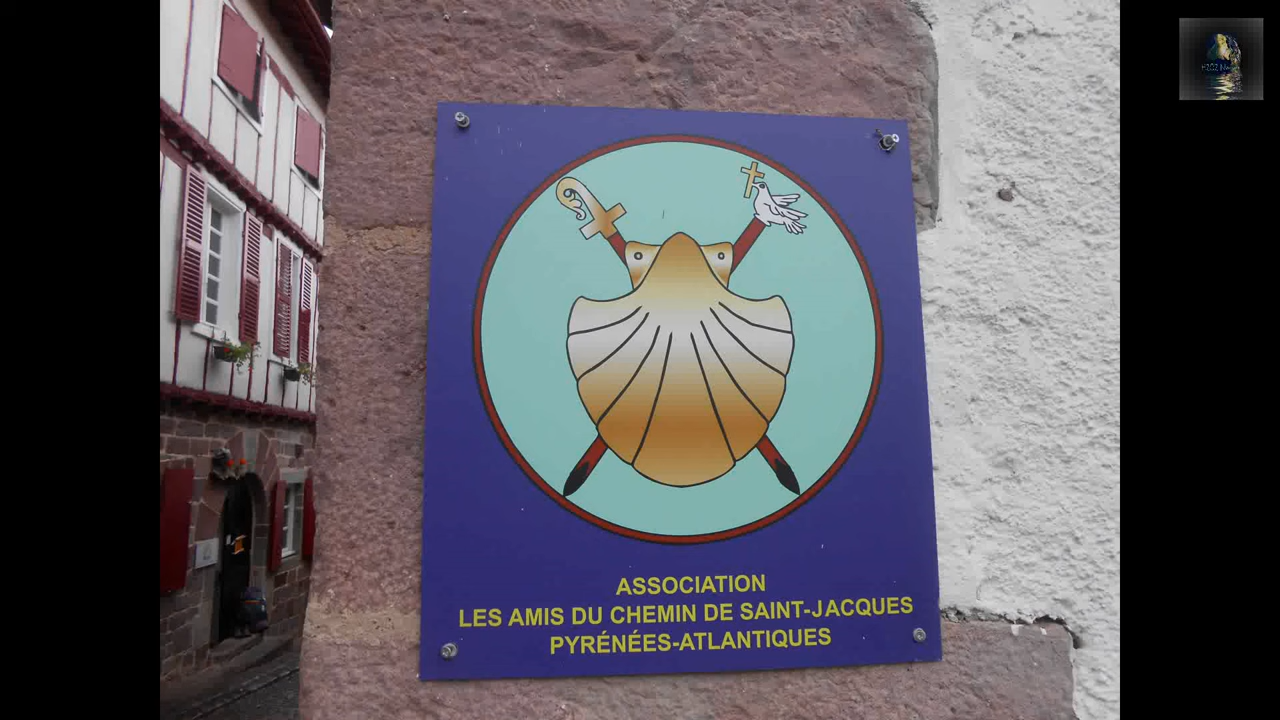 ASSOCIATION
LES AMIS DU CHEMIN DE SAINT-JACQUES
PYRÉNÉES-ATLANTIQUES